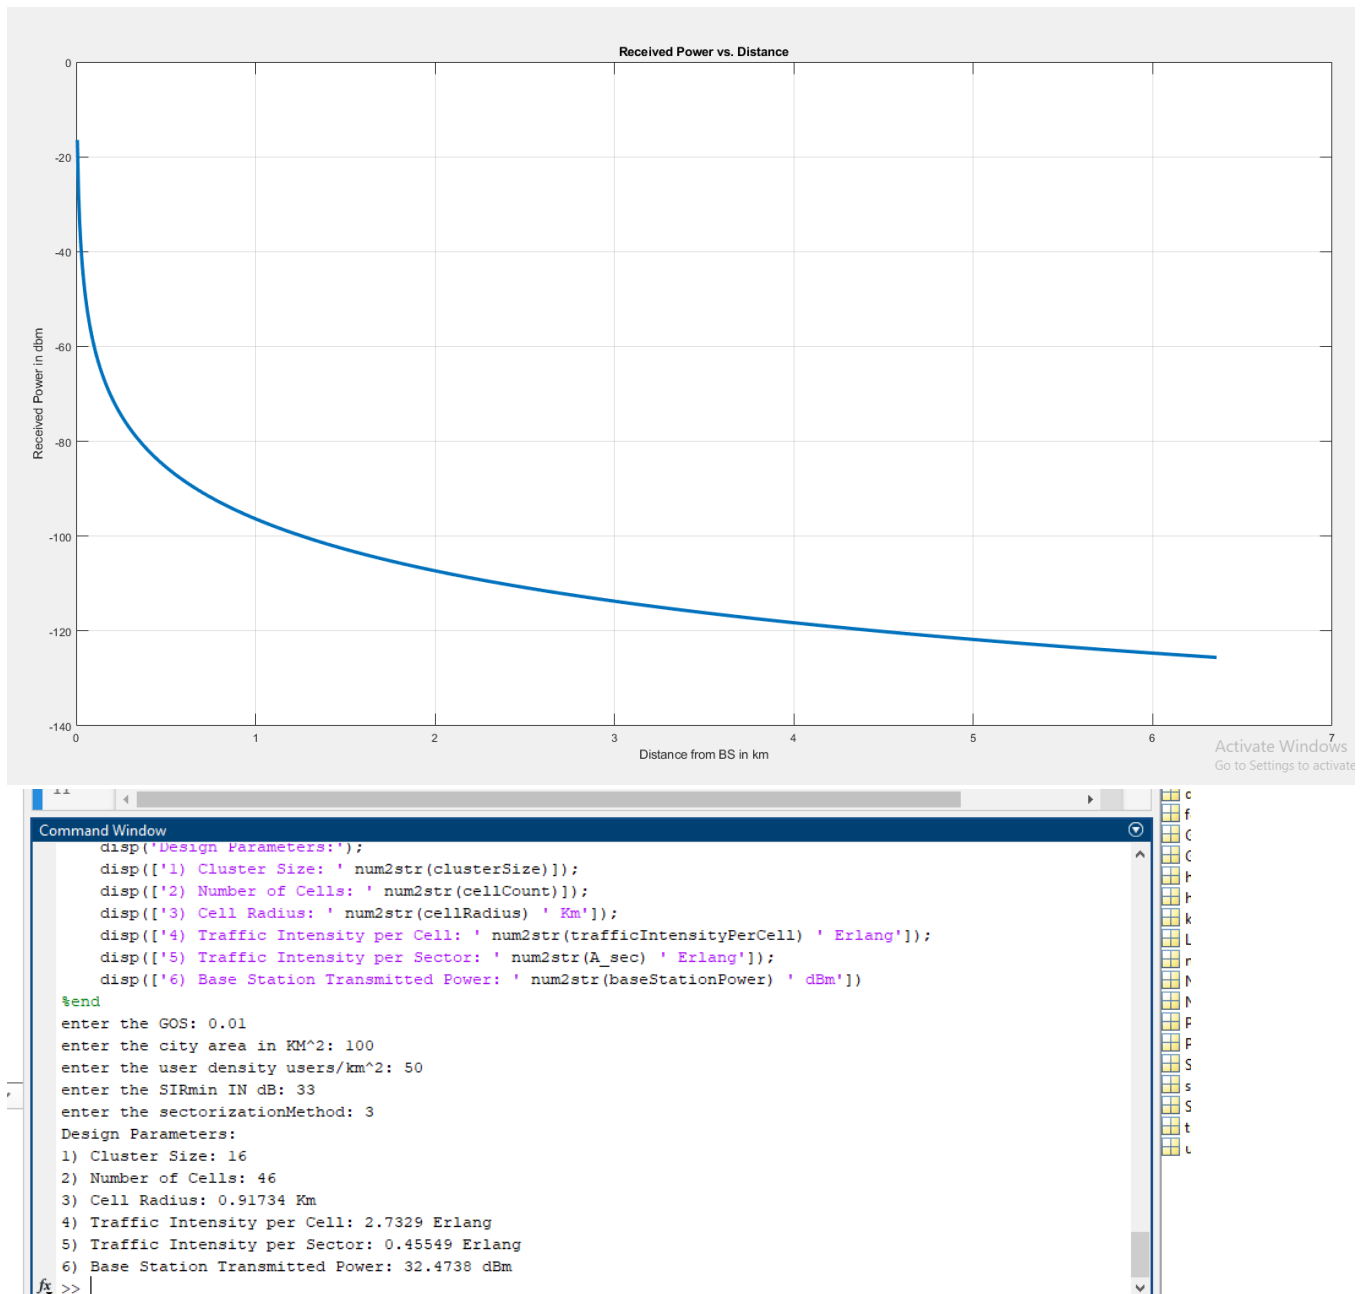 Received Power vs. Distance
0
-20
-40
-60
-80
-100
-120
-140
Received Power in dbm
0 1 2 3 4 5 6 7
Distance from BS in km
Activate Windows
Go to Settings to activate
11
Command Window
disp('Design Parameters:');
disp(['1) Cluster Size: ' num2str(clusterSize)]);
disp(['2) Number of Cells: ' num2str(cellCount)]);
disp(['3) Cell Radius: ' num2str(cellRadius) ' Km']);
disp(['4) Traffic Intensity per Cell: ' num2str(trafficIntensityPerCell) ' Erlang']);
disp(['5) Traffic Intensity per Sector: ' num2str(A_sec) ' Erlang']);
disp(['6) Base Station Transmitted Power: ' num2str(baseStationPower) ' dBm'])
%end
enter the GOS: 0.01
enter the city area in KM^2: 100
enter the user density users/km^2: 50
enter the SIRmin IN dB: 33
enter the sectorizationMethod: 3
Design Parameters:
1) Cluster Size: 16
2) Number of Cells: 46
3) Cell Radius: 0.91734 Km
4) Traffic Intensity per Cell: 2.7329 Erlang
5) Traffic Intensity per Sector: 0.45549 Erlang
6) Base Station Transmitted Power: 32.4738 dBm
fx >>